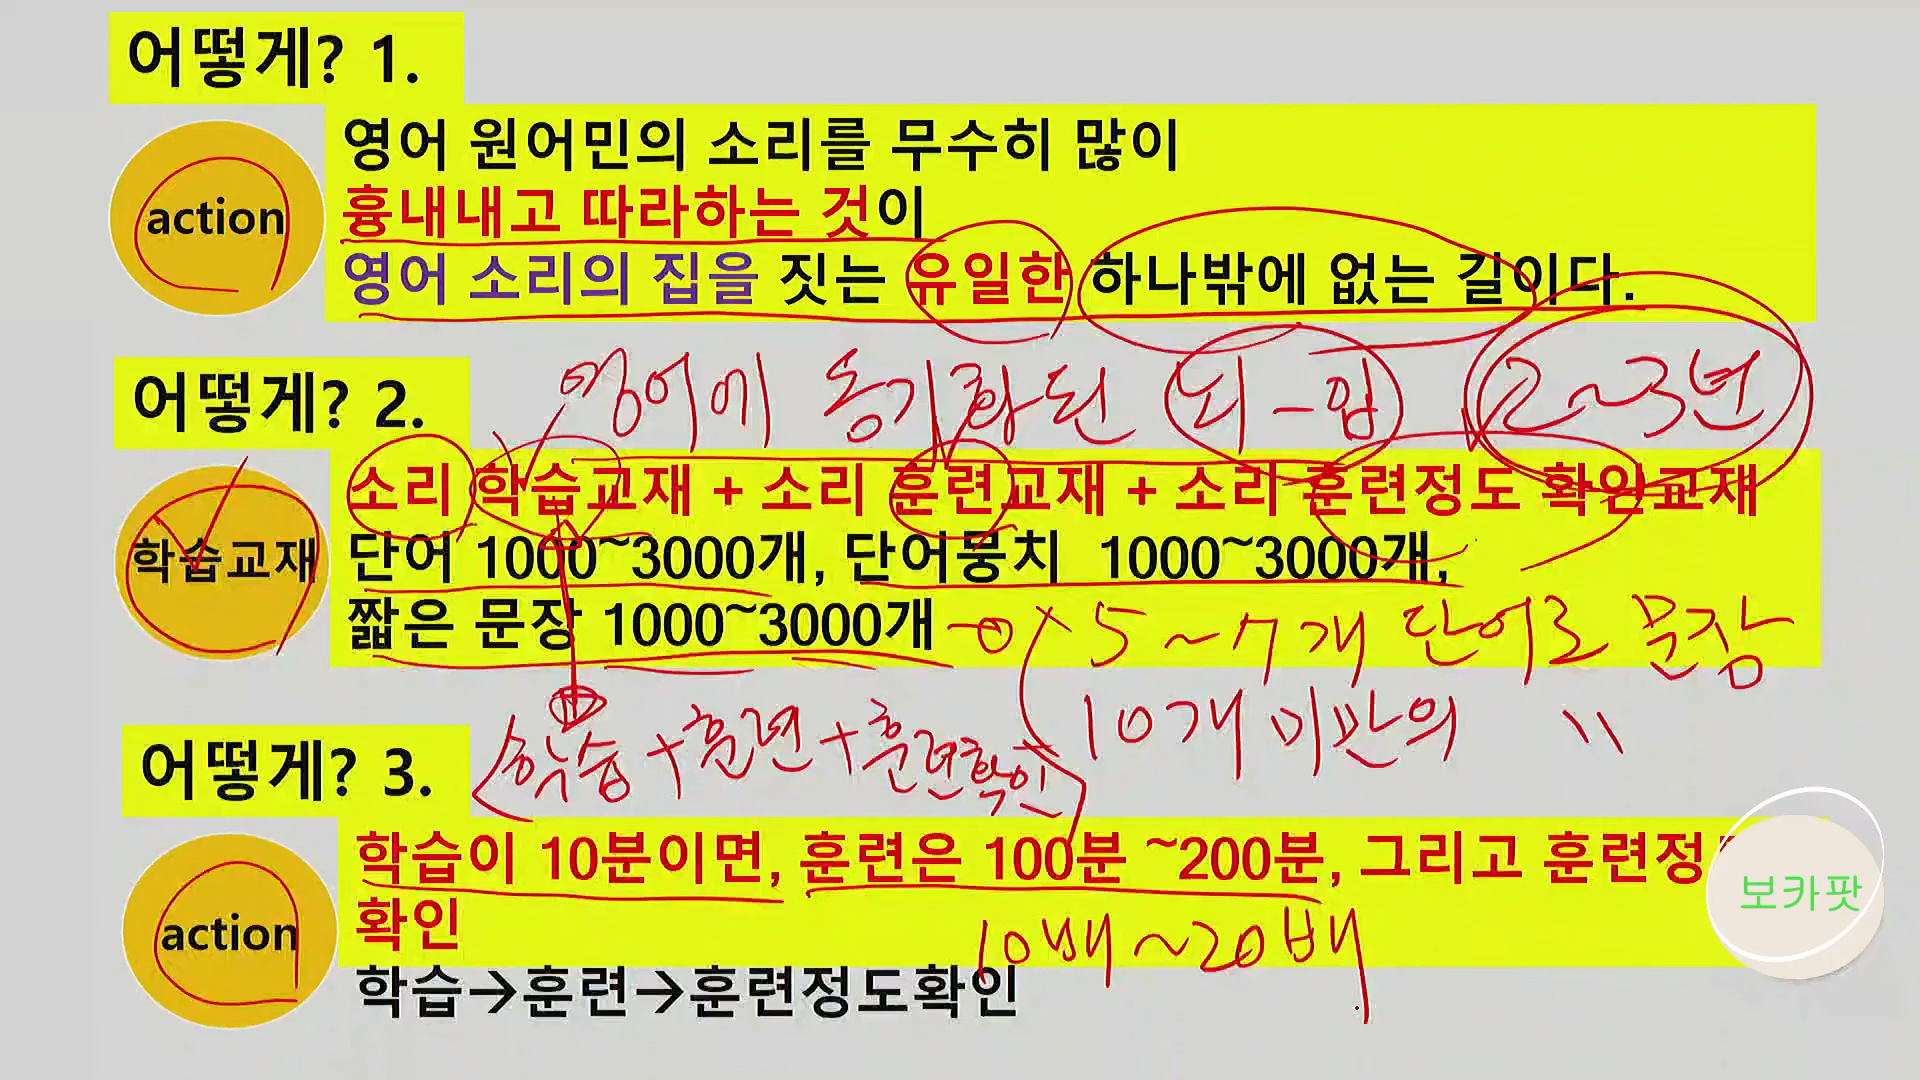 어떻게? 1.
action
영어 원어민의 소리를 무수히 많이
흉내내고 따라하는 것이
영어 소리의 집을 짓는 유일한 하나밖에 없는 길이다.
영어에 동기화된 뇌-입 2~3년
어떻게? 2.
학습교재
소리 학습교재 + 소리 훈련교재 + 소리 훈련정도 확인교재
단어 1000~3000개, 단어뭉치 1000~3000개,
짧은 문장 1000~3000개
5~7개 단어로 문장
10개 미만의 〃
학습+훈련+훈련확인
어떻게? 3.
action
학습이 10분이면, 훈련은 100분 ~200분, 그리고 훈련정
확인
10배~20배
학습→훈련→훈련정도확인
보카팟